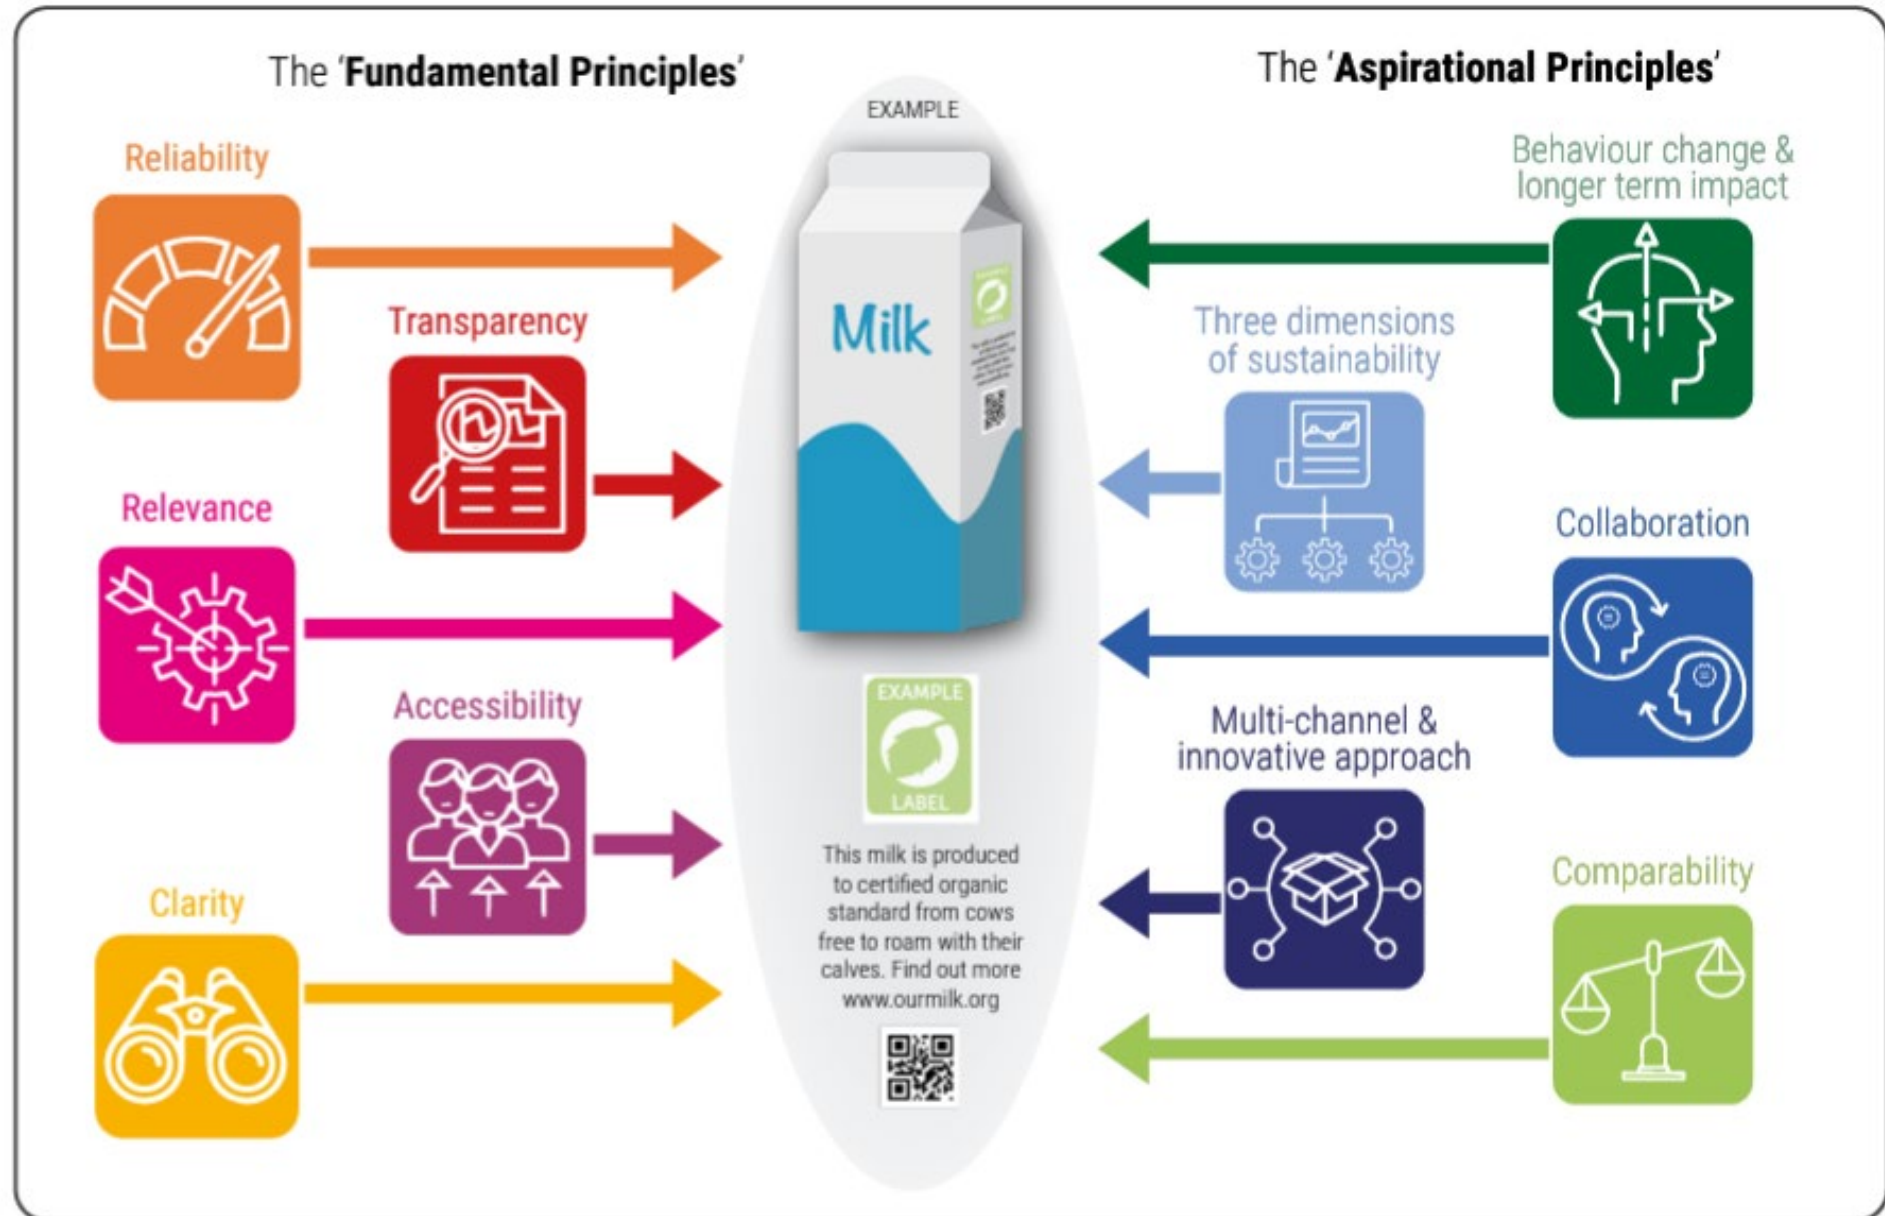 The 'Fundamental Principles'
The 'Aspirational Principles'
EXAMPLE
Reliability
Behaviour change &
longer term impact
Transparency
Three dimensions
of sustainability
Milk
Relevance
Collaboration
Accessibility
Multi-channel &
innovative approach
EXAMPLE
LABEL
This milk is produced
to certified organic
standard from cows
free to roam with their
calves. Find out more
www.ourmilk.org
Clarity
Comparability